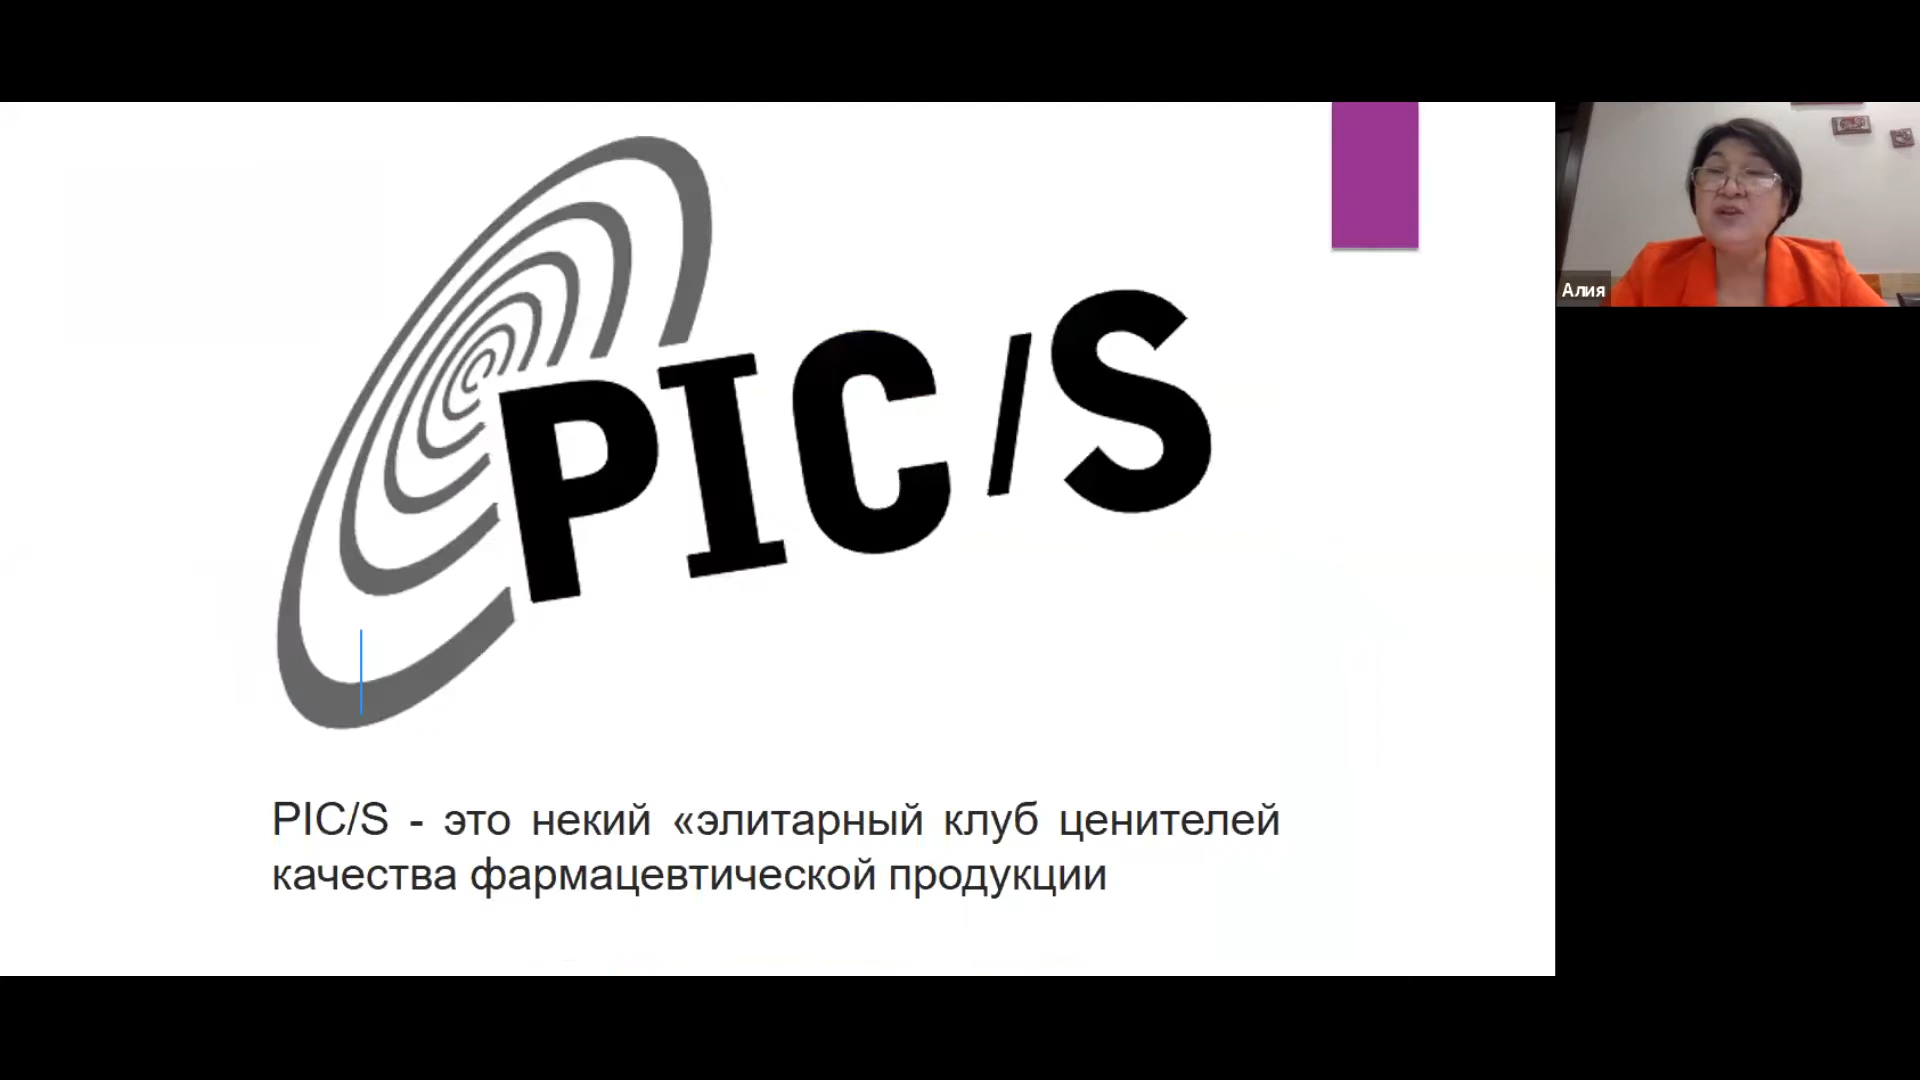 PIC/S
Алия
PIC/S - это некий «элитарный клуб ценителей
качества фармацевтической продукции